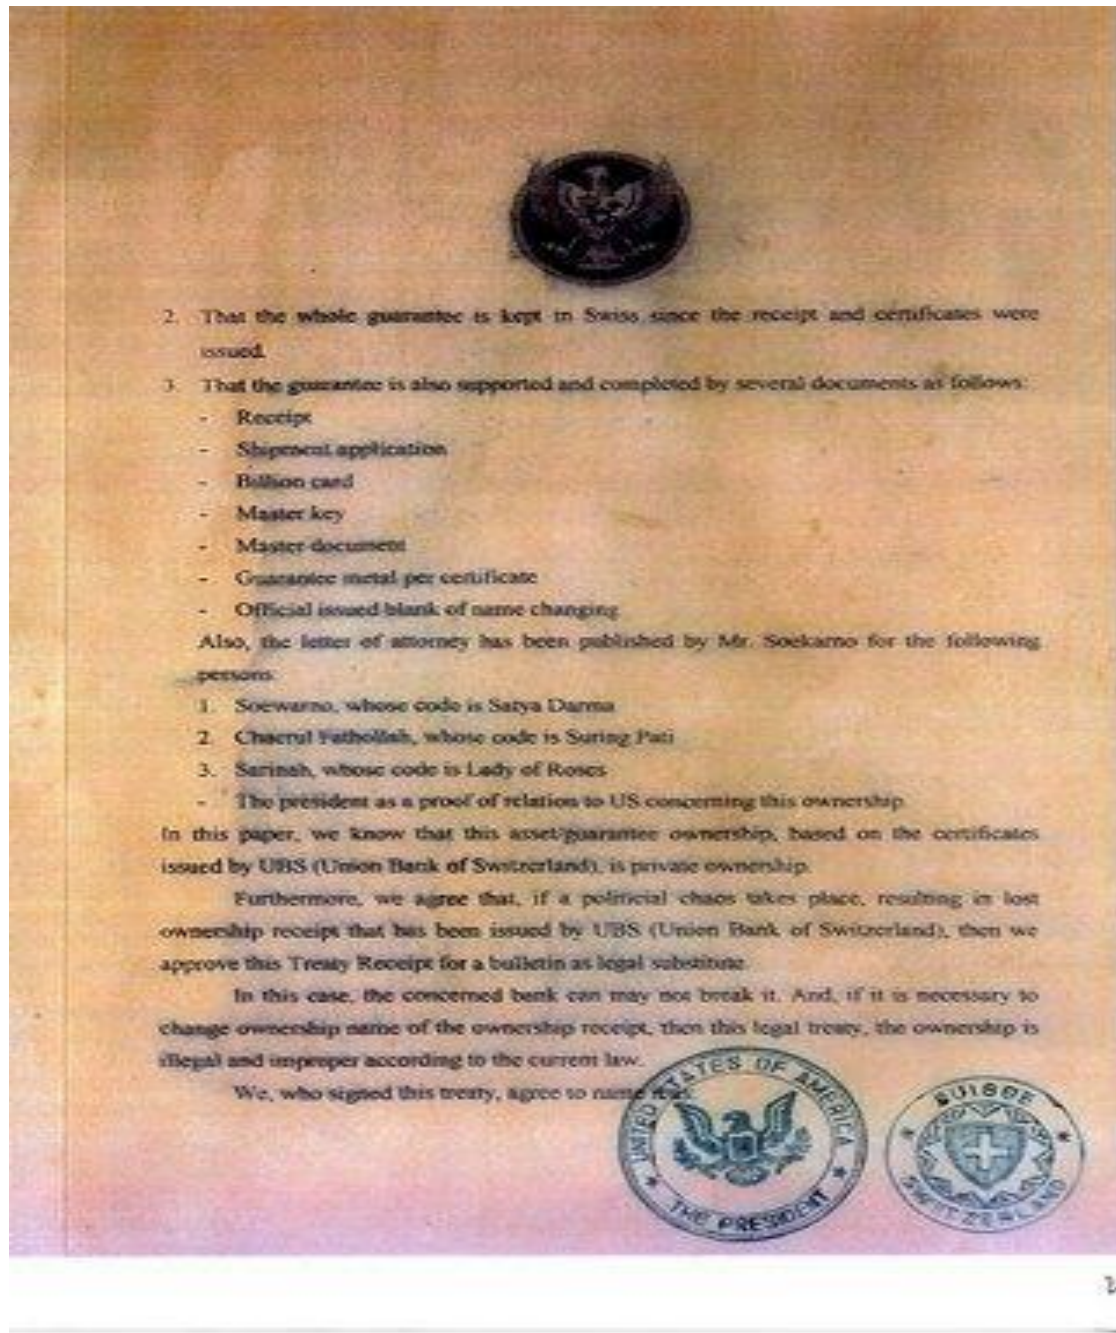 2. That the whole guarantee is kept in Swiss since the receipt and certificates were
issued.
3. That the guarantee is also supported and completed by several documents as follows:
- Receipt
- Shipment application
- Billion card
- Master key
- Master document
- Guarantee metal per certificate
- Official issued blank of name changing
Also, the letter of attorney has been published by Mr. Soekarno for the following
persons
1. Soewarno, whose code is Satya Darma
2. Chaerul Fathollah, whose code is Suring Pati
3. Sarinah, whose code is Lady of Roses
- The president as a proof of relation to US concerning this ownership
In this paper, we know that this asset/guarantee ownership, based on the certificates
issued by UBS (Union Bank of Switzerland), is private ownership.
Furthermore, we agree that, if a politicial chaos takes place, resulting in lost
ownership receipt that has been issued by UBS (Union Bank of Switzerland), then we
approve this Treaty Receipt for a bulletin as legal substitute.
In this case, the concerned bank can may not break it. And, if it is necessary to
change ownership name of the ownership receipt, then this legal treaty, the ownership is
illegal and improper according to the current law.
We, who signed this treaty, agree to name
UNITED STATES OF AMERICA
THE PRESIDENT
SUISSE
SWITZERLAND